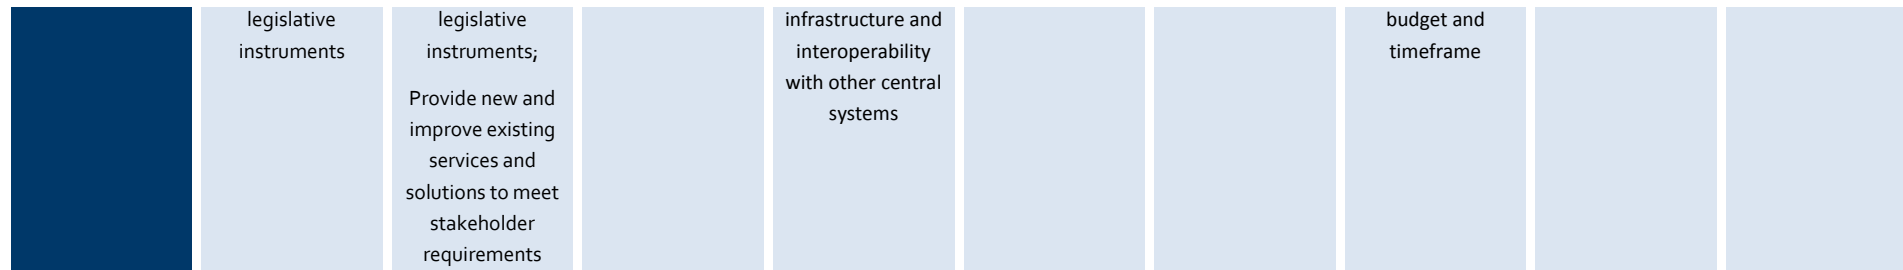 legislative
instruments
legislative
instruments;
Provide new and
improve existing
services and
solutions to meet
stakeholder
requirements
infrastructure and
interoperability
with other central
systems
budget and
timeframe